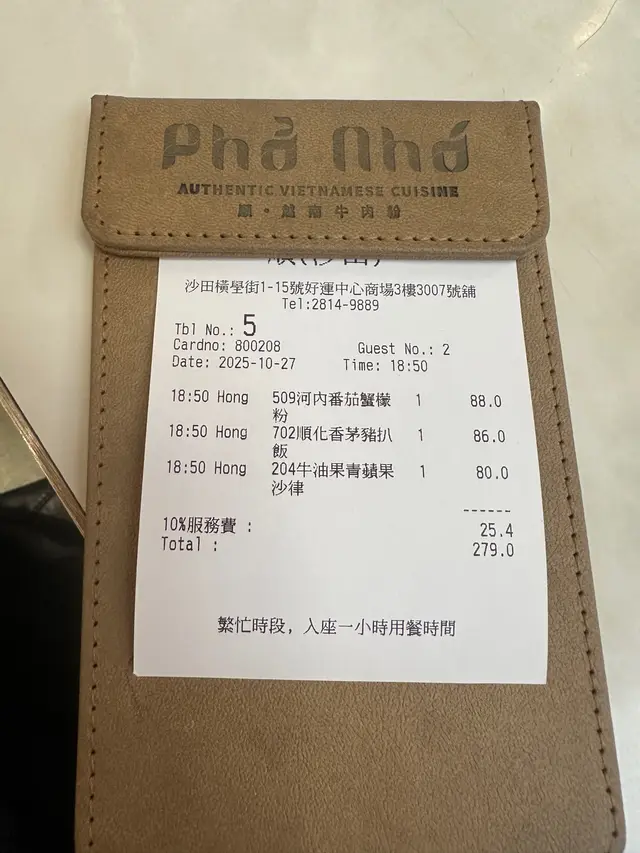 Phở Nhớ
AUTHENTIC VIETNAMESE CUISINE
順・越南牛肉粉
沙田橫壆街1-15號好運中心商場3樓3007號舖
Tel:2814-9889
Tbl No.: 5
Cardno: 800208 Guest No.: 2
Date: 2025-10-27 Time: 18:50
18:50 Hong 509河內番茄蟹檬 1 88.0
粉
18:50 Hong 702順化香茅豬扒 1 86.0
飯
18:50 Hong 204牛油果青蘋果 1 80.0
沙律
------
10%服務費 : 25.4
Total : 279.0
繁忙時段, 入座一小時用餐時間